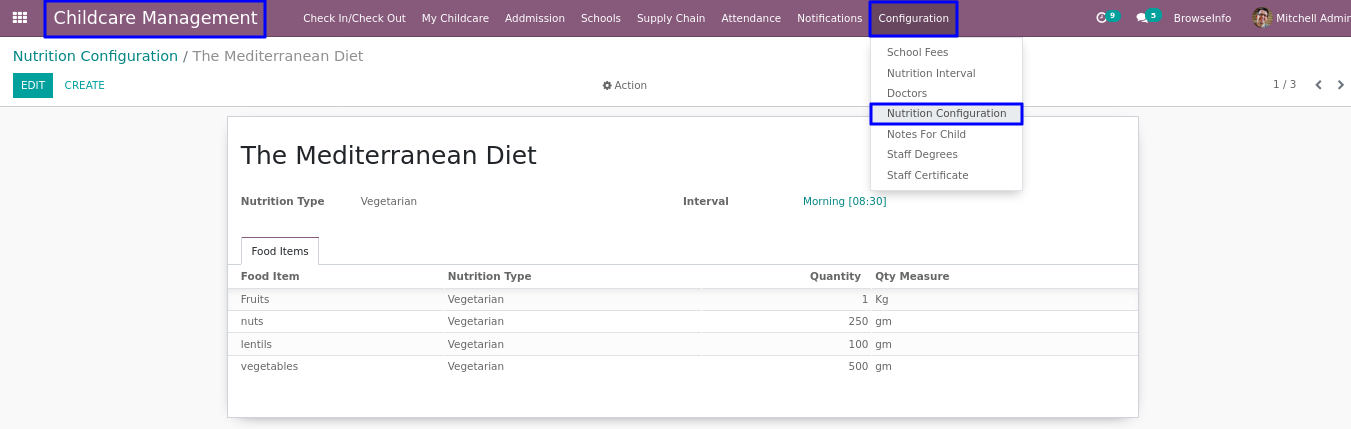 Childcare Management Check In/Check Out My Childcare Addmission Schools Supply Chain Attendance Notifications Configuration 9 5 BrowseInfo Mitchell Admin
Nutrition Configuration / The Mediterranean Diet
EDIT CREATE Action 1 / 3
School Fees
Nutrition Interval
Doctors
Nutrition Configuration
Notes For Child
Staff Degrees
Staff Certificate
The Mediterranean Diet
Nutrition Type Vegetarian Interval Morning [08:30]
Food Items
Food Item Nutrition Type Quantity Qty Measure
Fruits Vegetarian 1 Kg
nuts Vegetarian 250 gm
lentils Vegetarian 100 gm
vegetables Vegetarian 500 gm